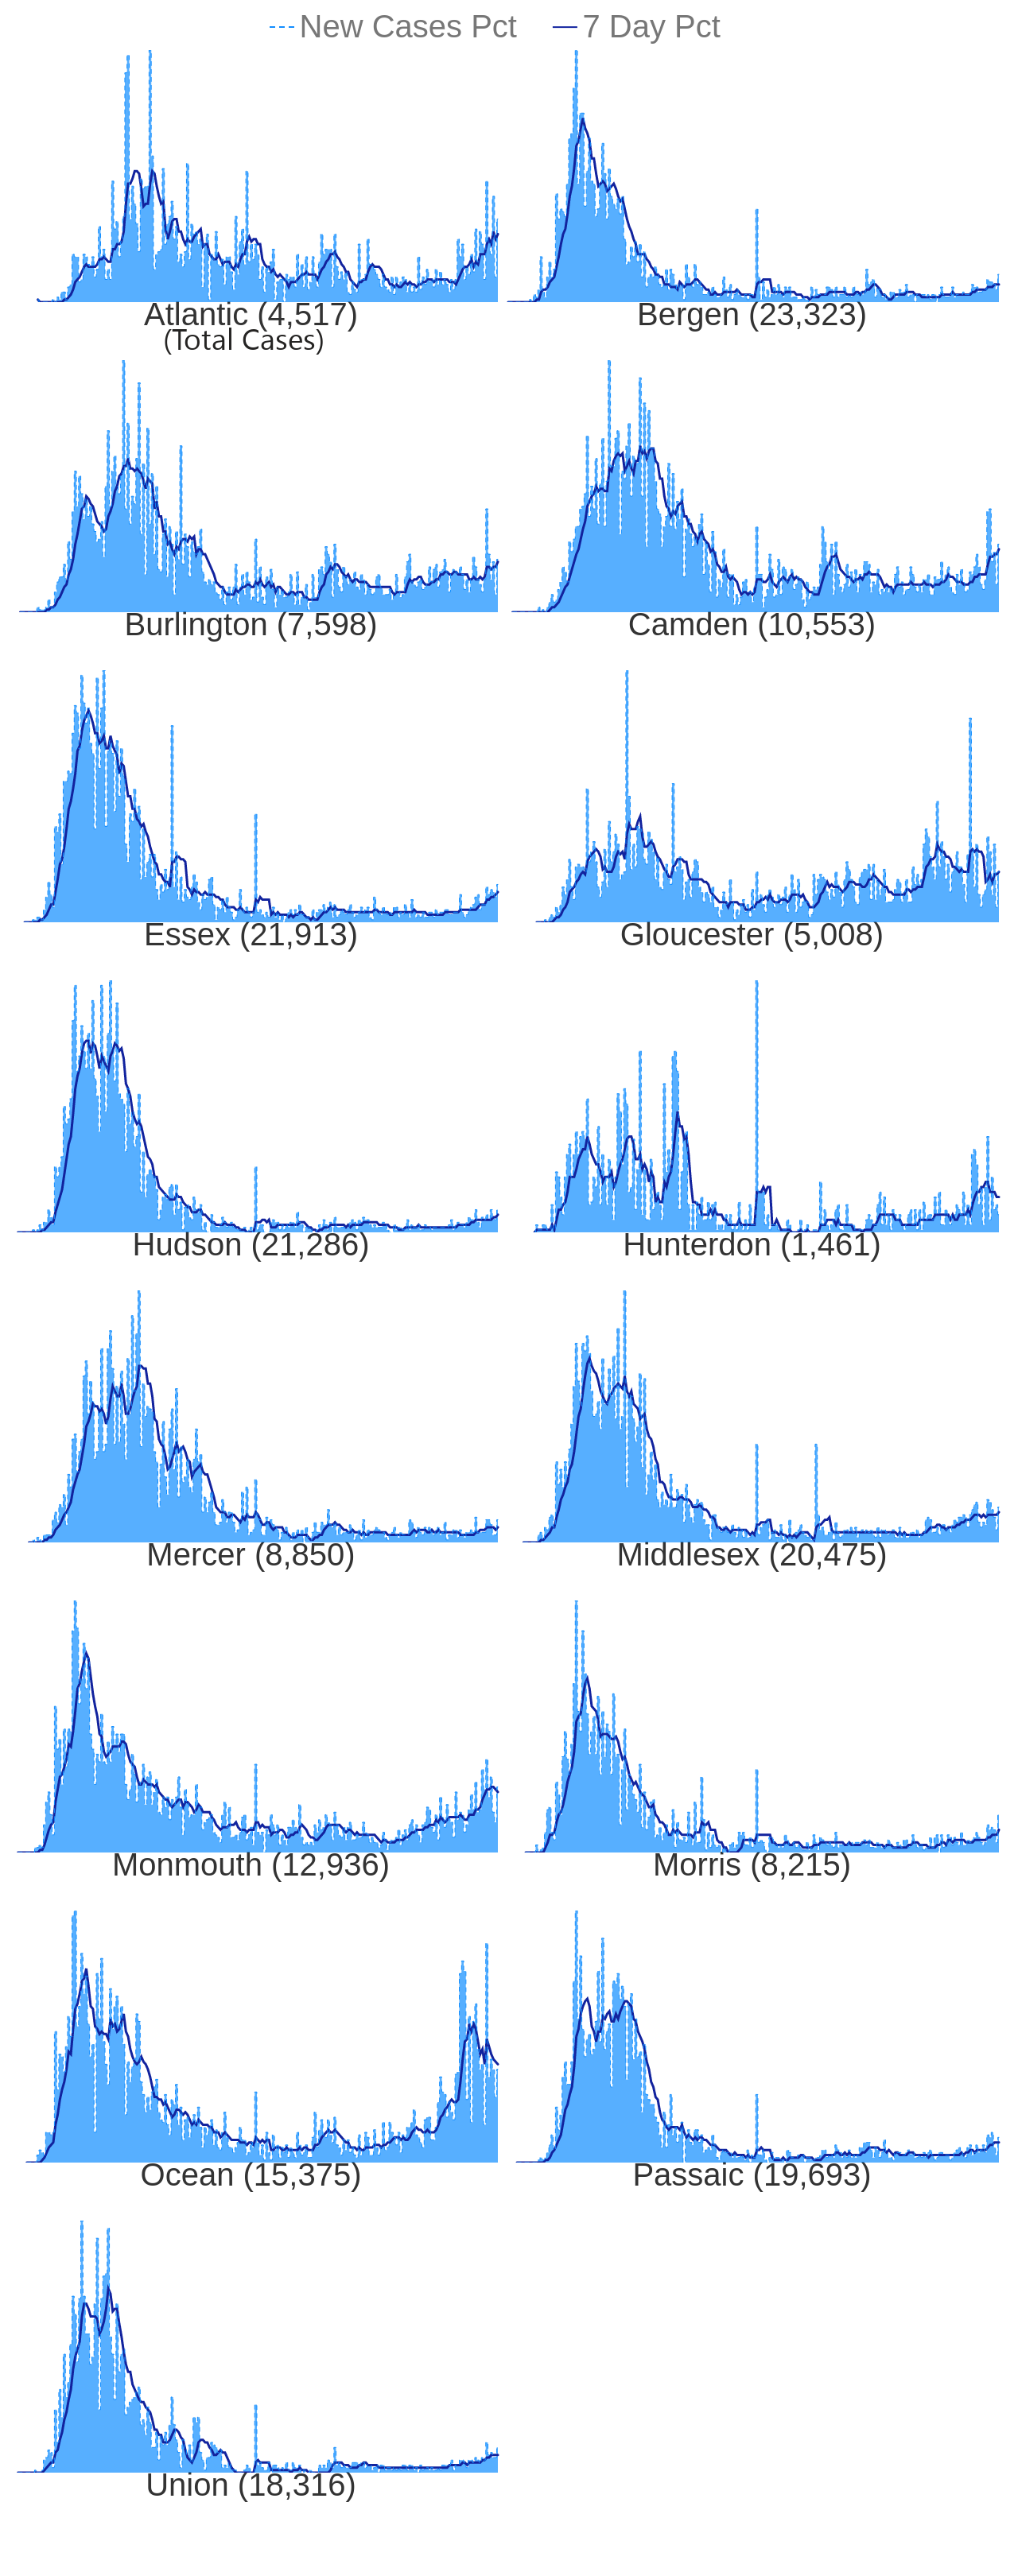 New Cases Pct 7 Day Pct
Atlantic (4,517) Bergen (23,323)
(Total Cases)
Burlington (7,598) Camden (10,553)
Essex (21,913) Gloucester (5,008)
Hudson (21,286) Hunterdon (1,461)
Mercer (8,850) Middlesex (20,475)
Monmouth (12,936) Morris (8,215)
Ocean (15,375) Passaic (19,693)
Union (18,316)